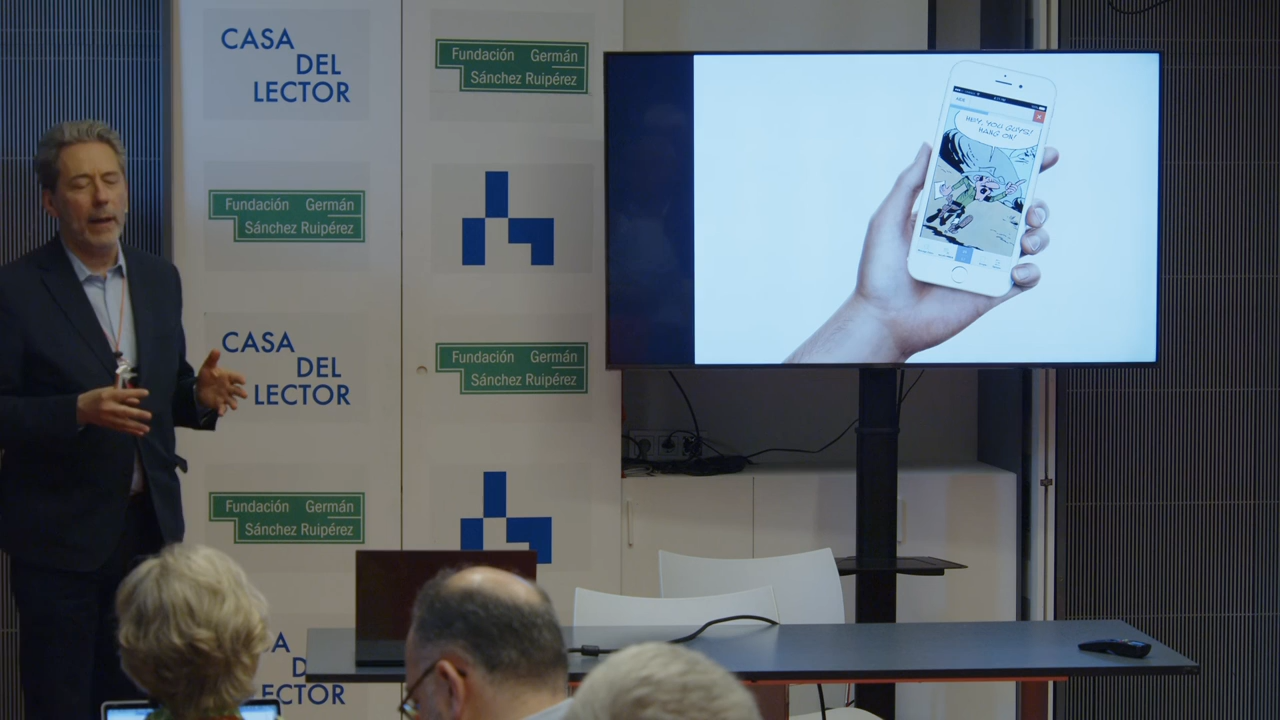 CASA
DEL
LECTOR
Fundación Germán
Sánchez Ruipérez
Fundación Germán
Sánchez Ruipérez
CASA
DEL
LECTOR
Fundación Germán
Sánchez Ruipérez
Fundación Germán
Sánchez Ruipérez
LECTOR
HEY, YOU GUYS!
HANG ON!